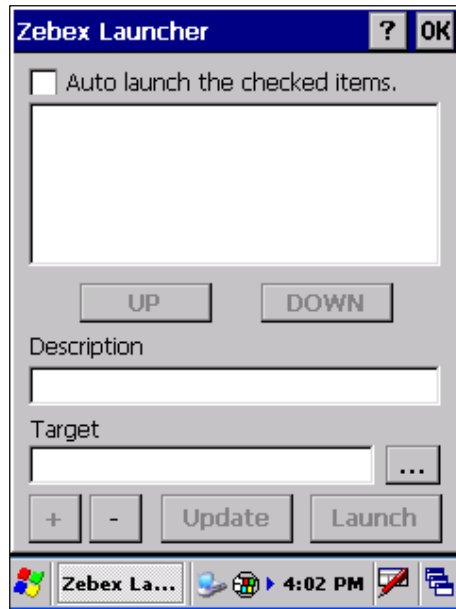 Zebex Launcher ? OK
Auto launch the checked items.
UP DOWN
Description
Target
...
+ - Update Launch
Zebex La... 4:02 PM